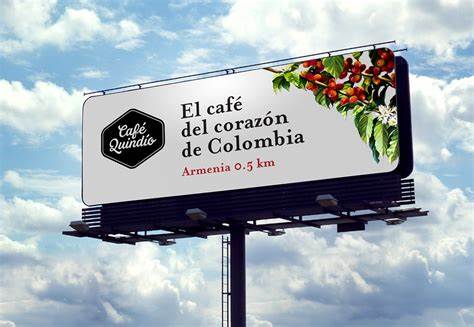 Café
Quindío
El café
del corazón
de Colombia
Armenia 0.5 km